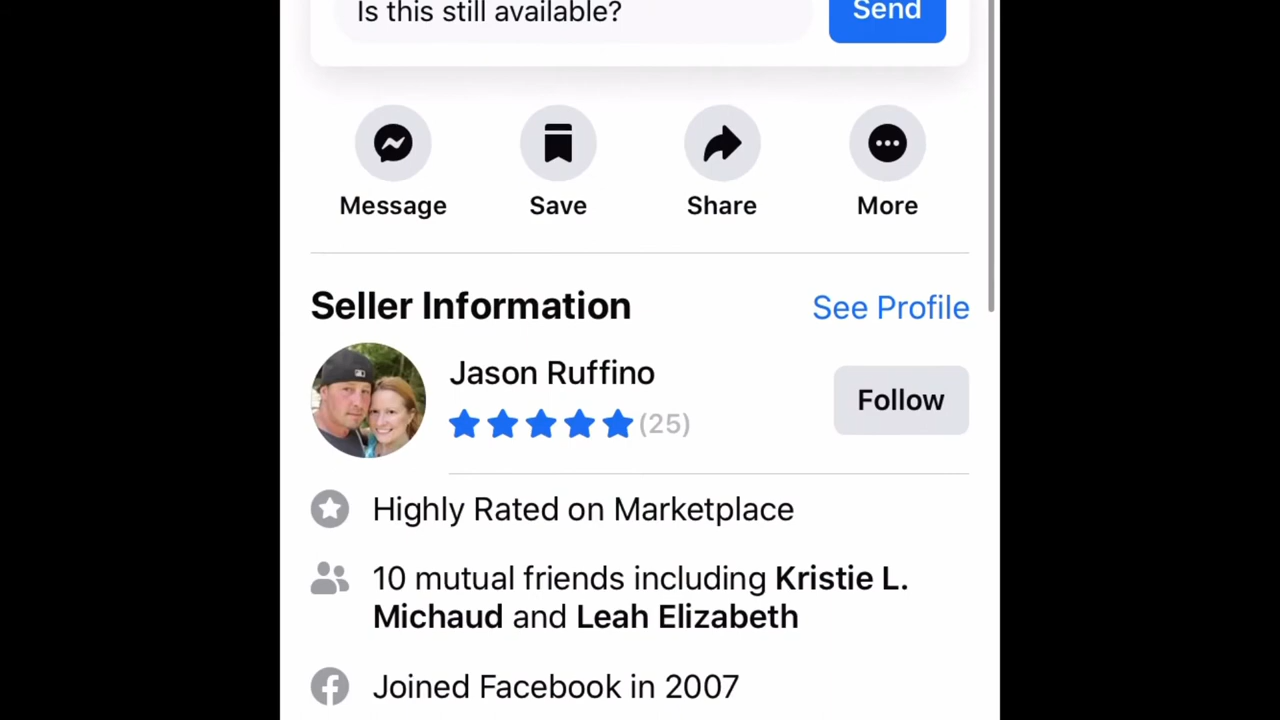 Is this still available?
Send
Message Save Share More
Seller Information See Profile
Jason Ruffino
(25)
Follow
Highly Rated on Marketplace
10 mutual friends including Kristie L.
Michaud and Leah Elizabeth
Joined Facebook in 2007